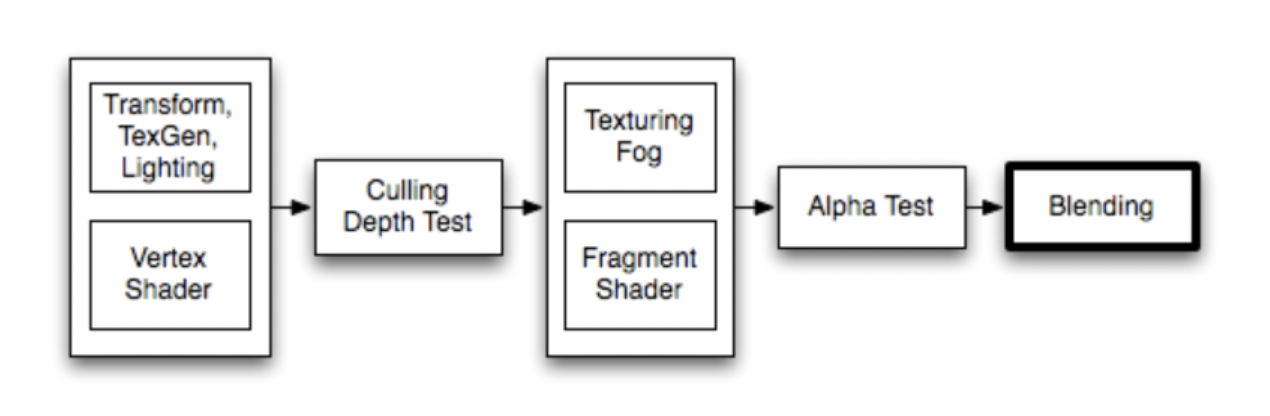 Transform,
TexGen,
Lighting
Vertex
Shader
Culling
Depth Test
Texturing
Fog
Fragment
Shader
Alpha Test
Blending